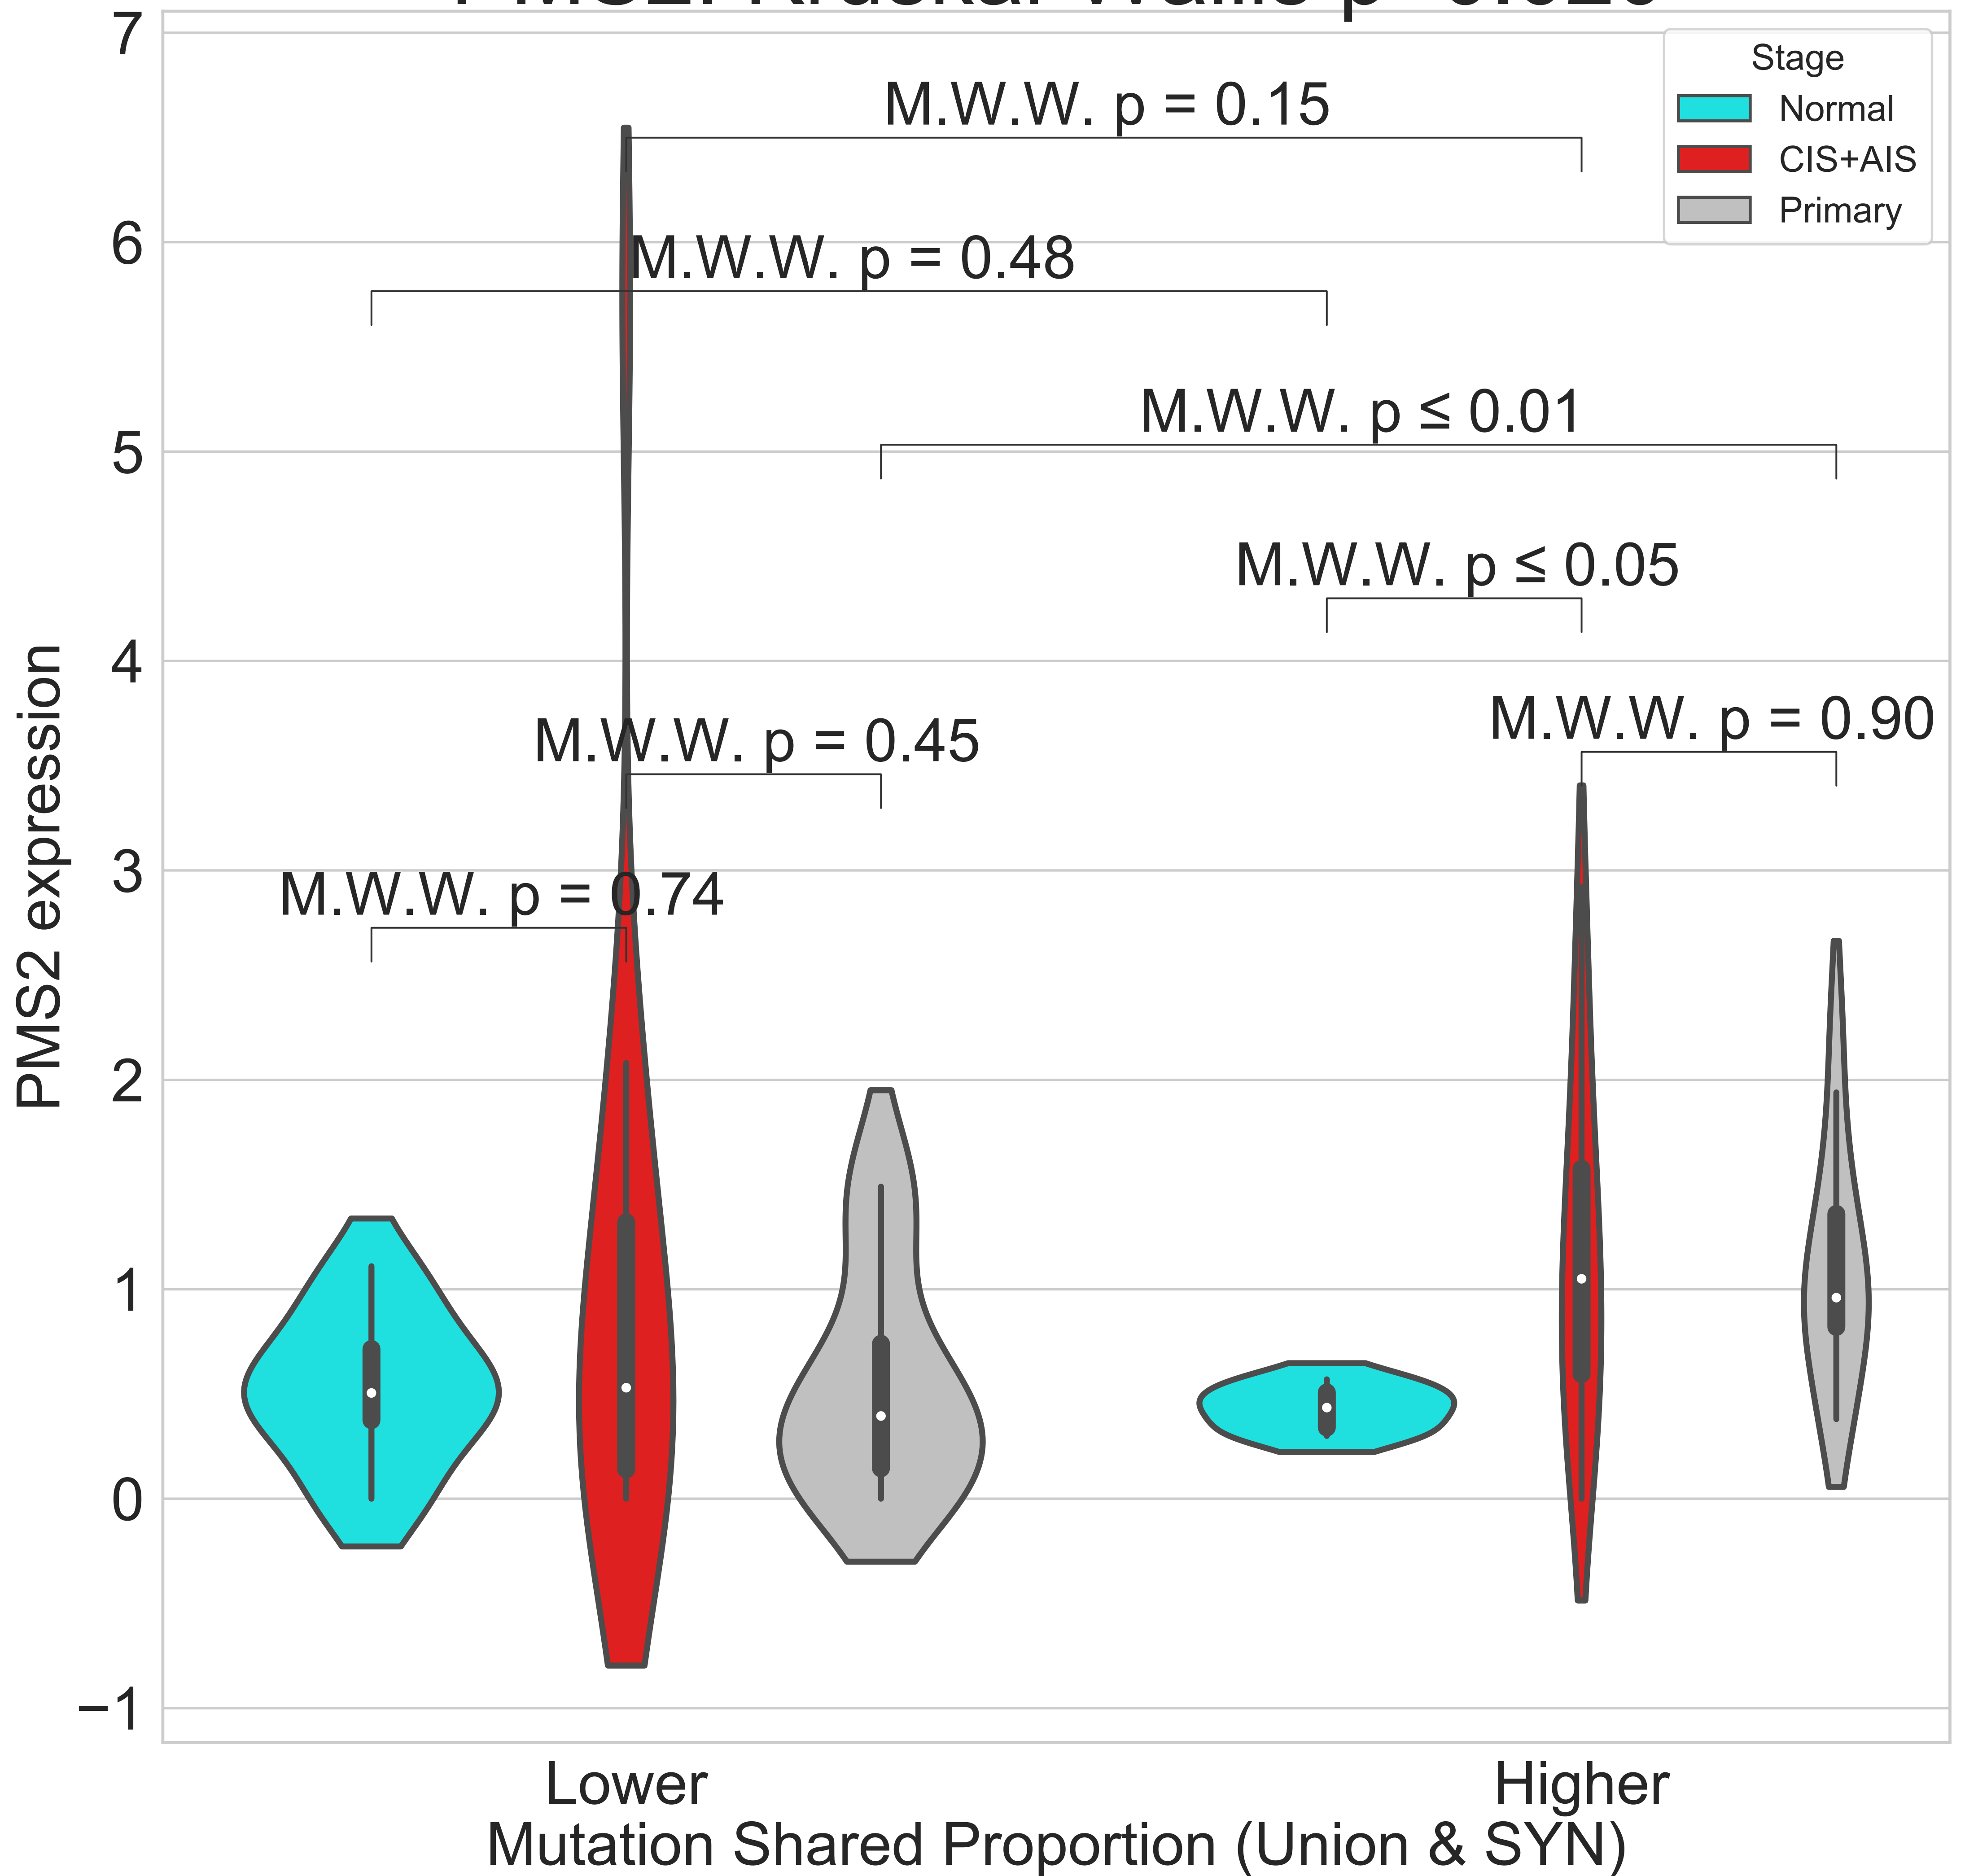 7
Stage
Normal
CIS+AIS
Primary
M.W.W. p = 0.15
6
M.W.W. p = 0.48
5
M.W.W. p ≤ 0.01
M.W.W. p ≤ 0.05
4
M.W.W. p = 0.45
M.W.W. p = 0.90
3
M.W.W. p = 0.74
PMS2 expression
2
1
0
−1
Lower
Higher
Mutation Shared Proportion (Union & SYN)